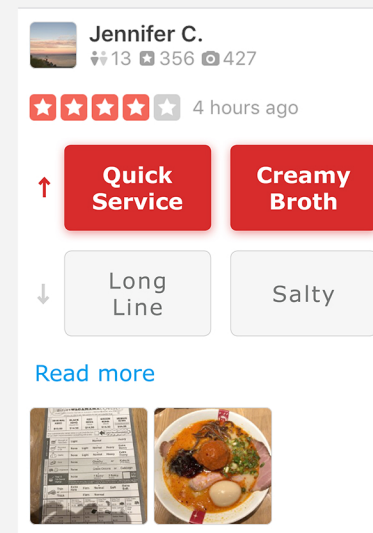 Jennifer C.
13 356 427
4 hours ago
Quick Creamy
Service Broth
Long
Line Salty
Read more